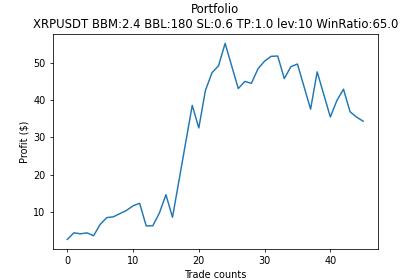 Portfolio
XRPUSDT BBM:2.4 BBL:180 SL:0.6 TP:1.0 lev:10 WinRatio:65.0
50
40
30
20
10
Profit ($)
0 10 20 30 40
Trade counts